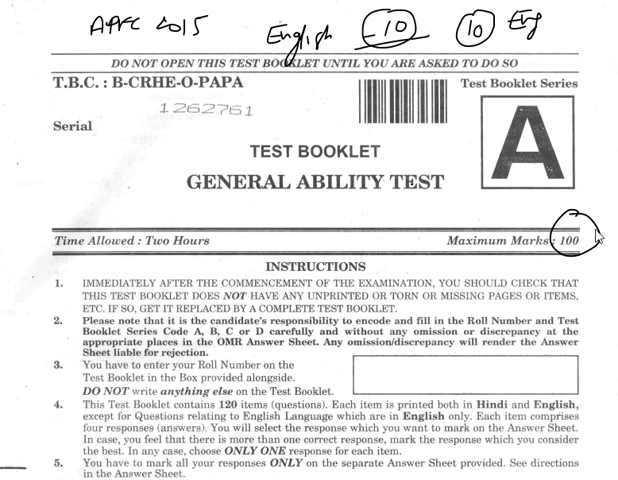 APFC 2015 English -10 10 Eng
DO NOT OPEN THIS TEST BOOKLET UNTIL YOU ARE ASKED TO DO SO
T.B.C. : B-CRHE-O-PAPA Test Booklet Series
1262761
Serial
A
TEST BOOKLET
GENERAL ABILITY TEST
Time Allowed : Two Hours Maximum Marks : 100
INSTRUCTIONS
1. IMMEDIATELY AFTER THE COMMENCEMENT OF THE EXAMINATION, YOU SHOULD CHECK THAT
THIS TEST BOOKLET DOES NOT HAVE ANY UNPRINTED OR TORN OR MISSING PAGES OR ITEMS,
ETC. IF SO, GET IT REPLACED BY A COMPLETE TEST BOOKLET.
2. Please note that it is the candidate's responsibility to encode and fill in the Roll Number and Test
Booklet Series Code A, B, C or D carefully and without any omission or discrepancy at the
appropriate places in the OMR Answer Sheet. Any omission/discrepancy will render the Answer
Sheet liable for rejection.
3. You have to enter your Roll Number on the
Test Booklet in the Box provided alongside.
DO NOT write anything else on the Test Booklet.
4. This Test Booklet contains 120 items (questions). Each item is printed both in Hindi and English,
except for Questions relating to English Language which are in English only. Each item comprises
four responses (answers). You will select the response which you want to mark on the Answer Sheet.
In case, you feel that there is more than one correct response, mark the response which you consider
the best. In any case, choose ONLY ONE response for each item.
5. You have to mark all your responses ONLY on the separate Answer Sheet provided. See directions
in the Answer Sheet.